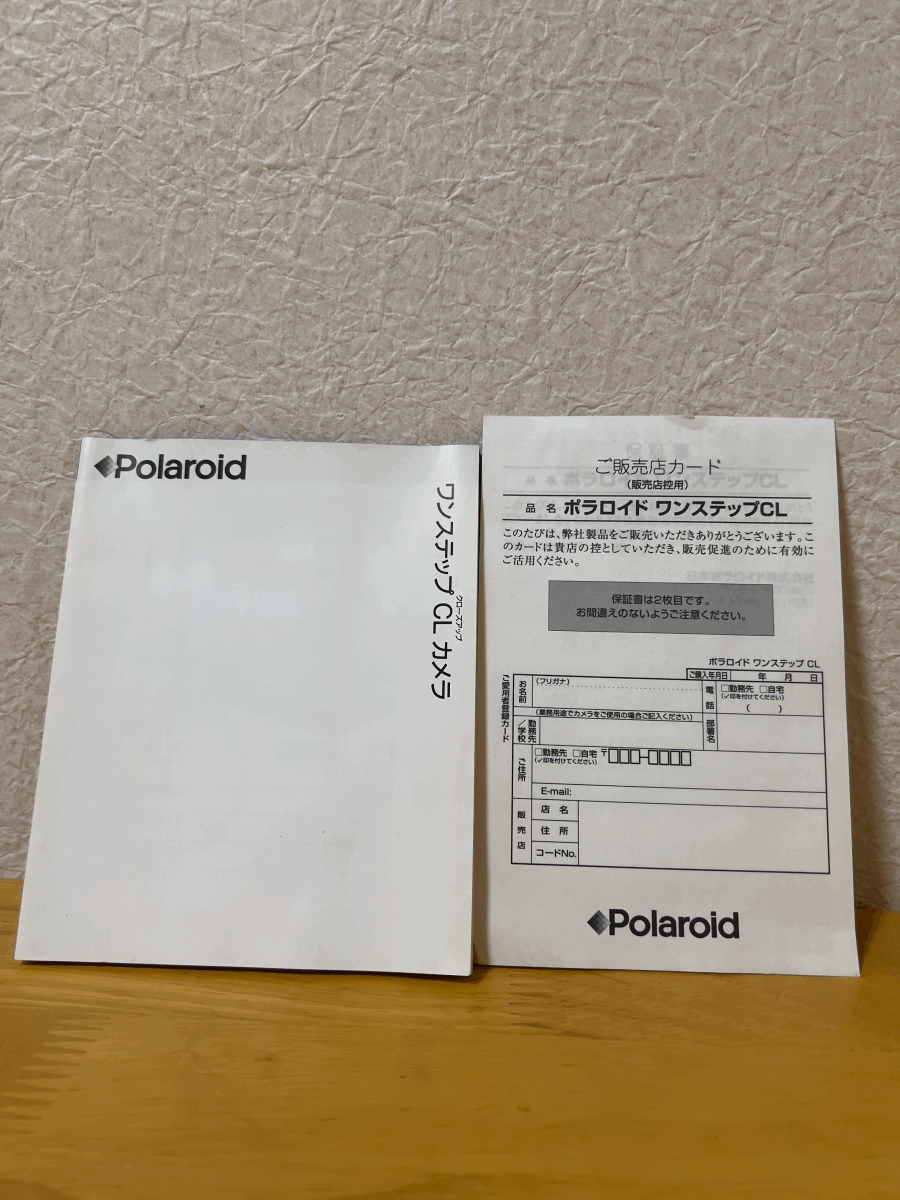 Polaroid
ワンステップ CL カメラ
クローズアップ
ご販売店カード
(販売店控用)
品 名 ポラロイド ワンステップCL
このたびは、弊社製品をご販売いただきありがとうございます。こ
のカードは貴店の控としていただき、販売促進のために有効に
ご活用ください。
保証書は2枚目です。
お間違えのないようご注意ください。
ポラロイド ワンステップ CL
ご購入年月日 年 月 日
ご愛用者登録カード
お名前
(フリガナ)
電話
□勤務先 □自宅
(✓印を付けてください)
( )
(業務用途でカメラをご使用の場合ご記入ください)
勤務先/学校
部署名
ご住所
□勤務先 □自宅 〒□□□-□□□□
(✓印を付けてください)
E-mail:
販売店
店 名
住 所
コードNo.
Polaroid